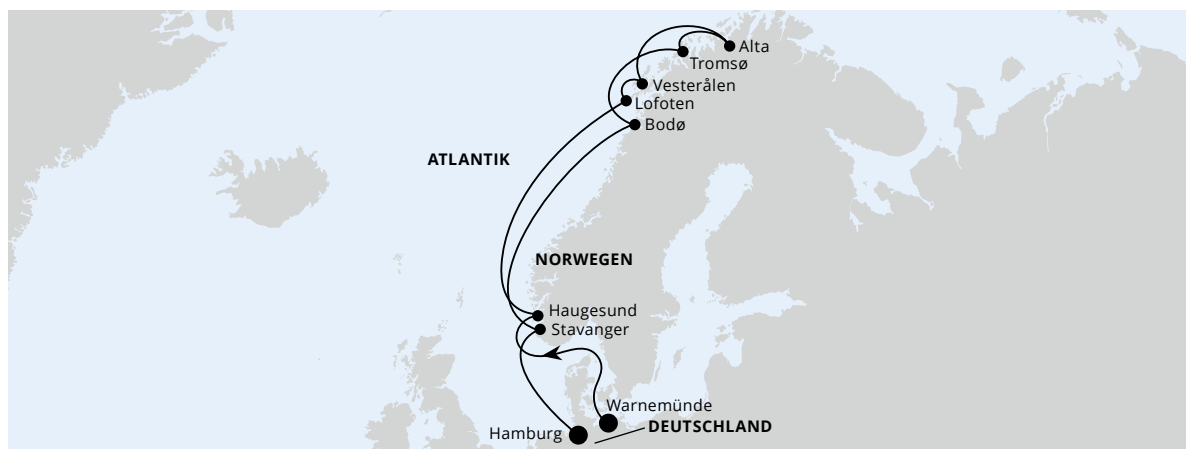 Alta
Tromsø
Vesterålen
Lofoten
Bodø
ATLANTIK
NORWEGEN
Haugesund
Stavanger
Warnemünde
DEUTSCHLAND
Hamburg